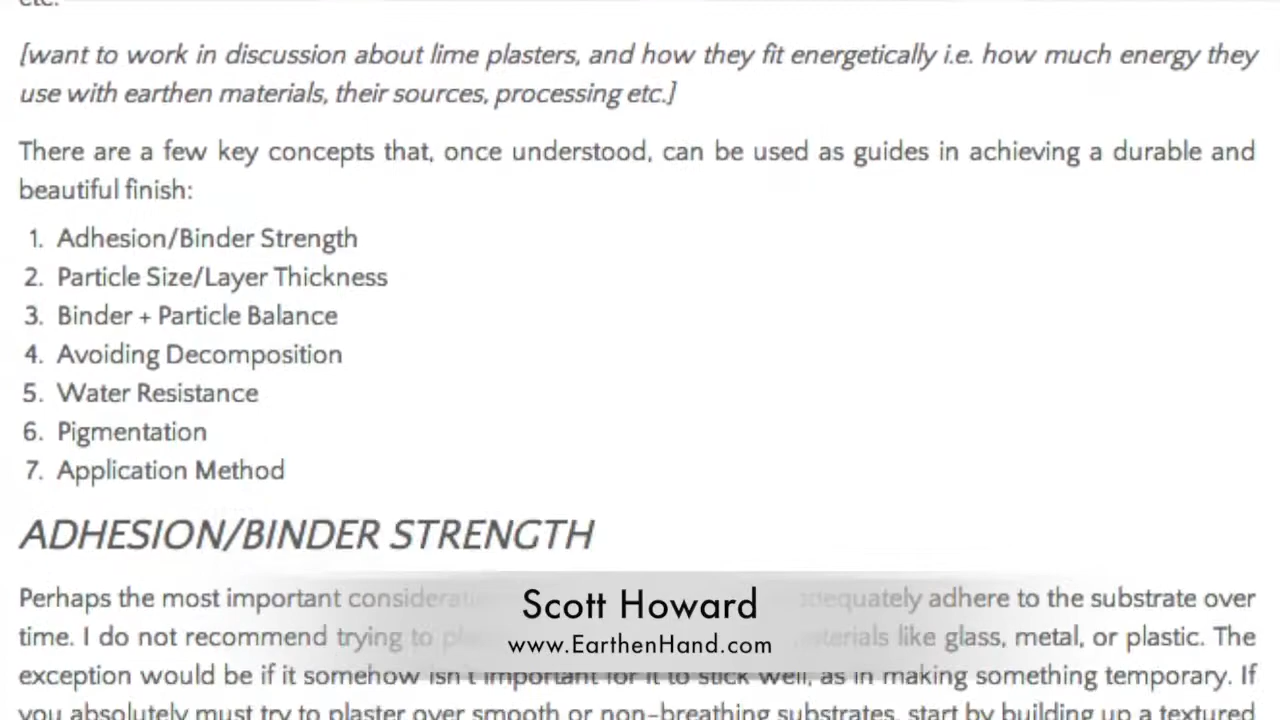 etc.
[want to work in discussion about lime plasters, and how they fit energetically i.e. how much energy they
use with earthen materials, their sources, processing etc.]
There are a few key concepts that, once understood, can be used as guides in achieving a durable and
beautiful finish:
1. Adhesion/Binder Strength
2. Particle Size/Layer Thickness
3. Binder + Particle Balance
4. Avoiding Decomposition
5. Water Resistance
6. Pigmentation
7. Application Method
ADHESION/BINDER STRENGTH
Perhaps the most important consideration adequately adhere to the substrate over
Scott Howard
time. I do not recommend trying to materials like glass, metal, or plastic. The
www.EarthenHand.com
exception would be if it somehow isn't important for it to stick well, as in making something temporary. If
you absolutely must try to plaster over smooth or non-breathing substrates, start by building up a textured